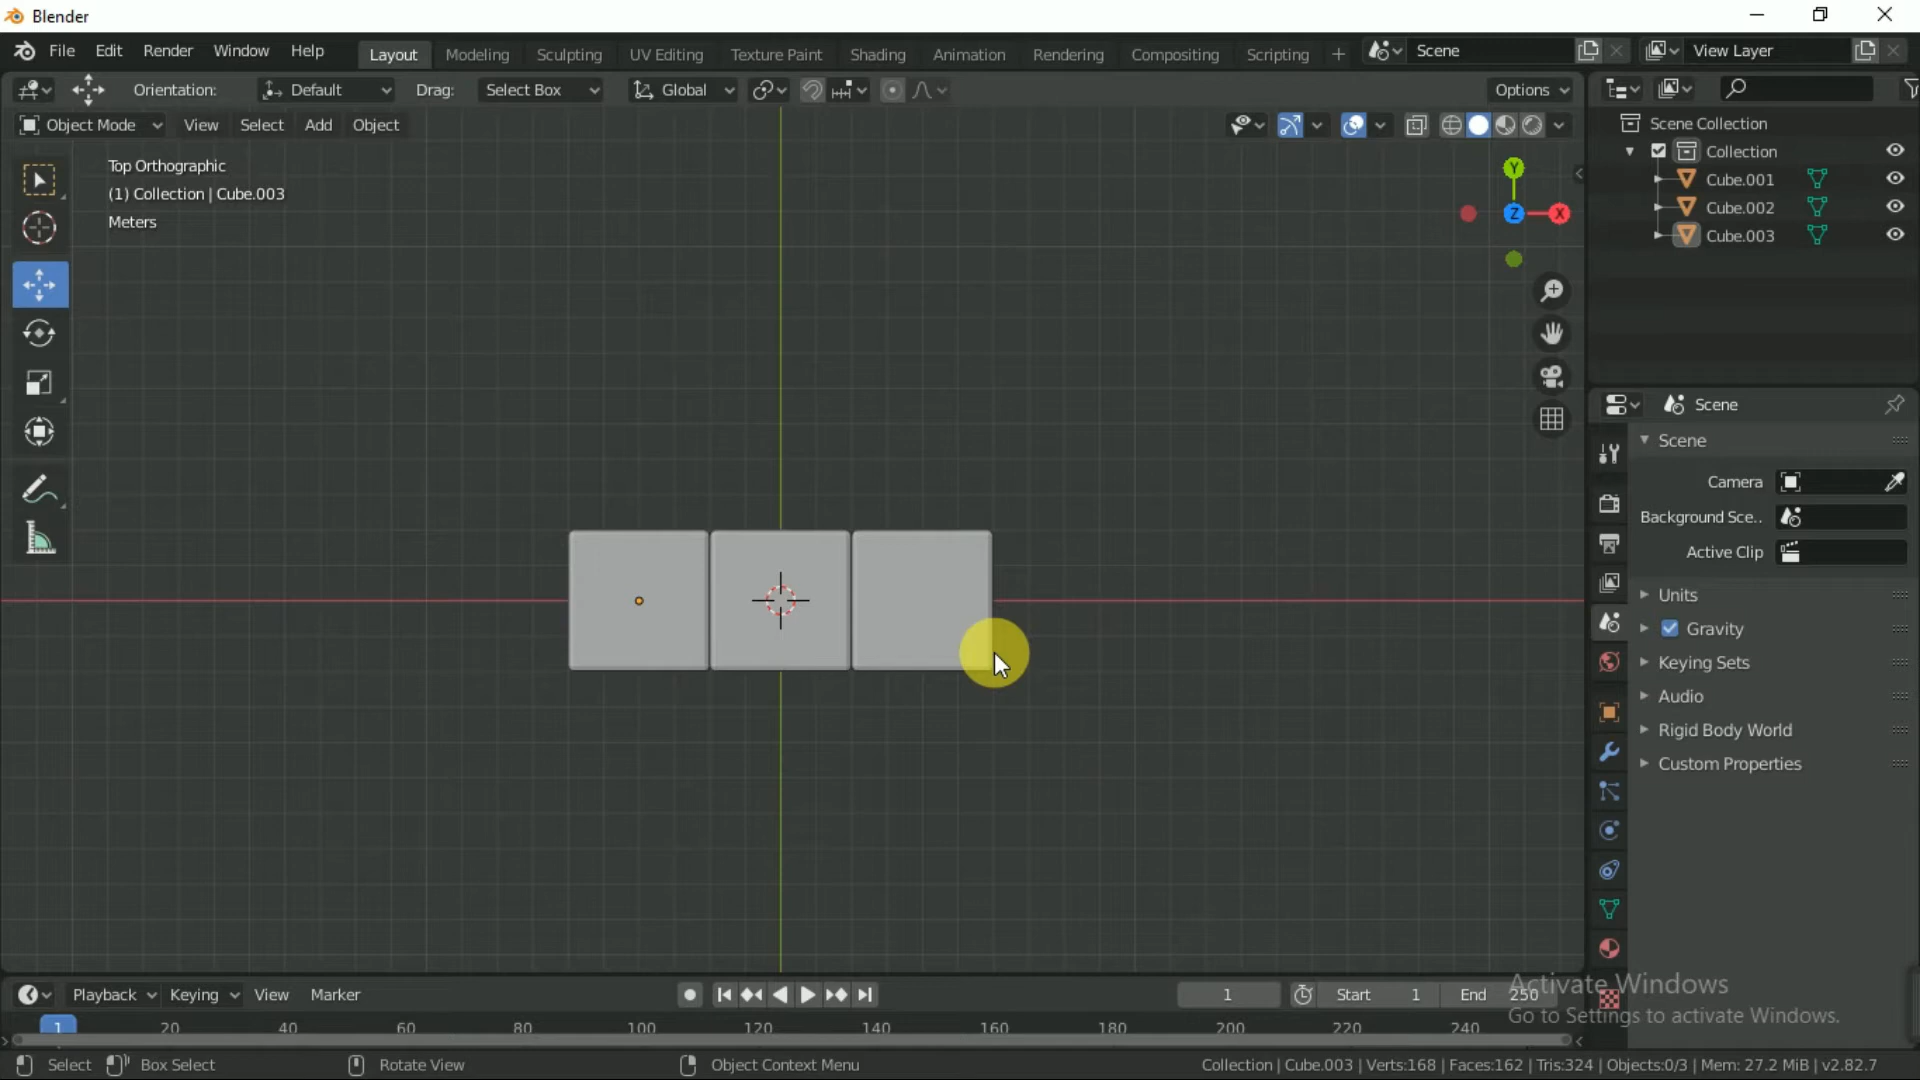 Blender
File Edit Render Window Help Layout Modeling Sculpting UV Editing Texture Paint Shading Animation Rendering Compositing Scripting + Scene View Layer
Orientation: Default Drag: Select Box Global Options
Object Mode View Select Add Object
Top Orthographic
(1) Collection | Cube.003
Meters
Y
Z X
Scene Collection
Collection
Cube.001
Cube.002
Cube.003
Scene
Scene
Camera
Background Sce..
Active Clip
Units
Gravity
Keying Sets
Audio
Rigid Body World
Custom Properties
Playback Keying View Marker 1 Start 1 End 250
1 20 40 60 80 100 120 140 160 180 200 220 240
Activate Windows
Go to Settings to activate Windows.
Select Box Select Rotate View Object Context Menu Collection | Cube.003 | Verts:168 | Faces:162 | Tris:324 | Objects:0/3 | Mem: 27.2 MiB | v2.82.7